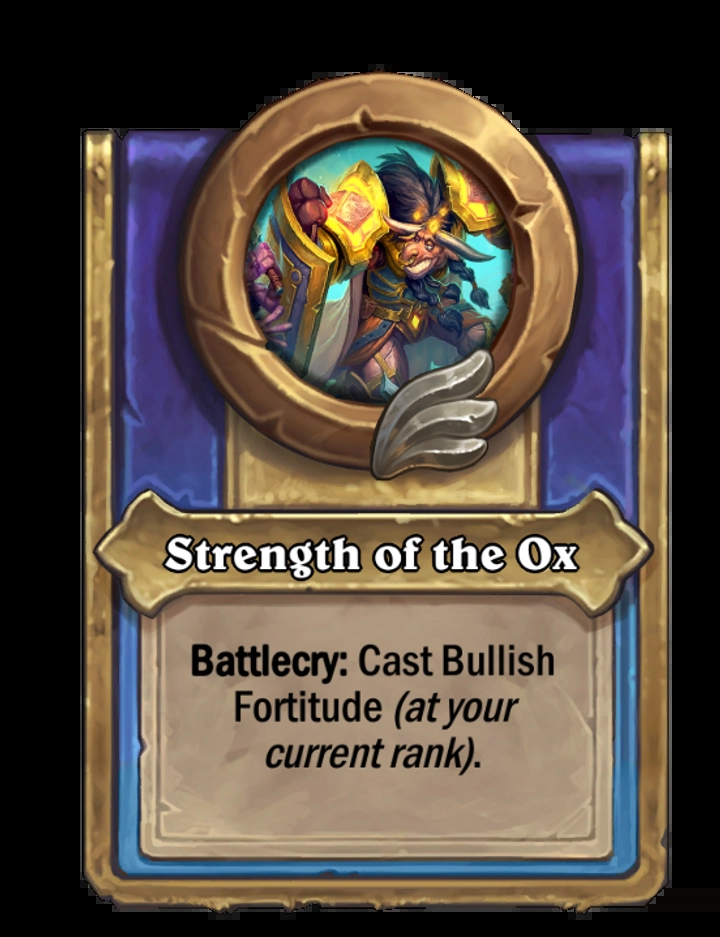 Strength of the Ox
Battlecry: Cast Bullish
Fortitude (at your
current rank).